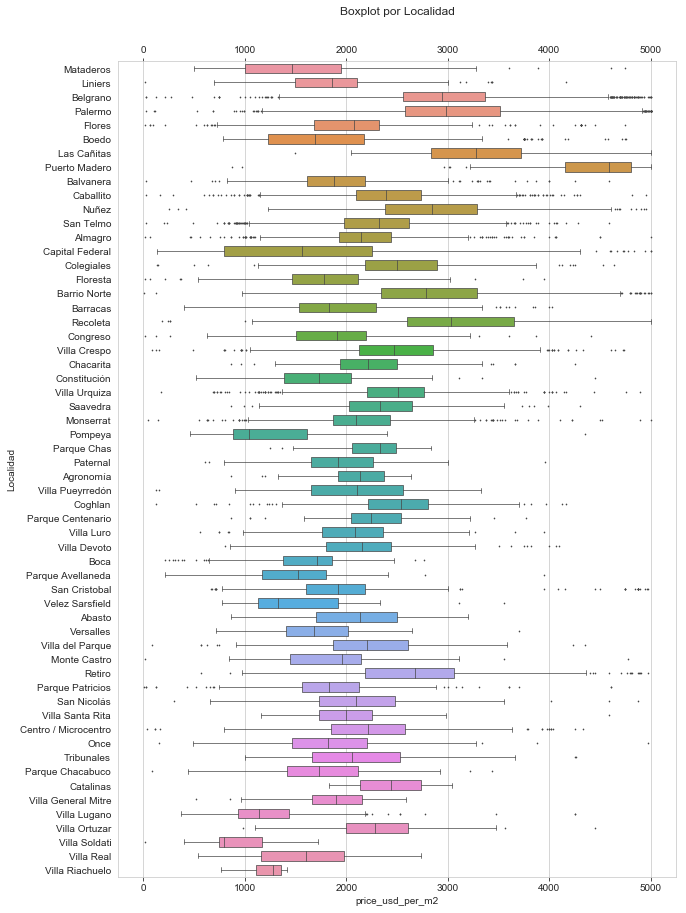 Boxplot por Localidad
0 1000 2000 3000 4000 5000
Mataderos
Liniers
Belgrano
Palermo
Flores
Boedo
Las Cañitas
Puerto Madero
Balvanera
Caballito
Nuñez
San Telmo
Almagro
Capital Federal
Colegiales
Floresta
Barrio Norte
Barracas
Recoleta
Congreso
Villa Crespo
Chacarita
Constitución
Villa Urquiza
Saavedra
Monserrat
Pompeya
Parque Chas
Paternal
Agronomia
Villa Pueyrredón
Coghlan
Parque Centenario
Villa Luro
Villa Devoto
Boca
Parque Avellaneda
San Cristobal
Velez Sarsfield
Abasto
Versalles
Villa del Parque
Monte Castro
Retiro
Parque Patricios
San Nicolás
Villa Santa Rita
Centro / Microcentro
Once
Tribunales
Parque Chacabuco
Catalinas
Villa General Mitre
Villa Lugano
Villa Ortuzar
Villa Soldati
Villa Real
Villa Riachuelo
Localidad
0 1000 2000 3000 4000 5000
price_usd_per_m2